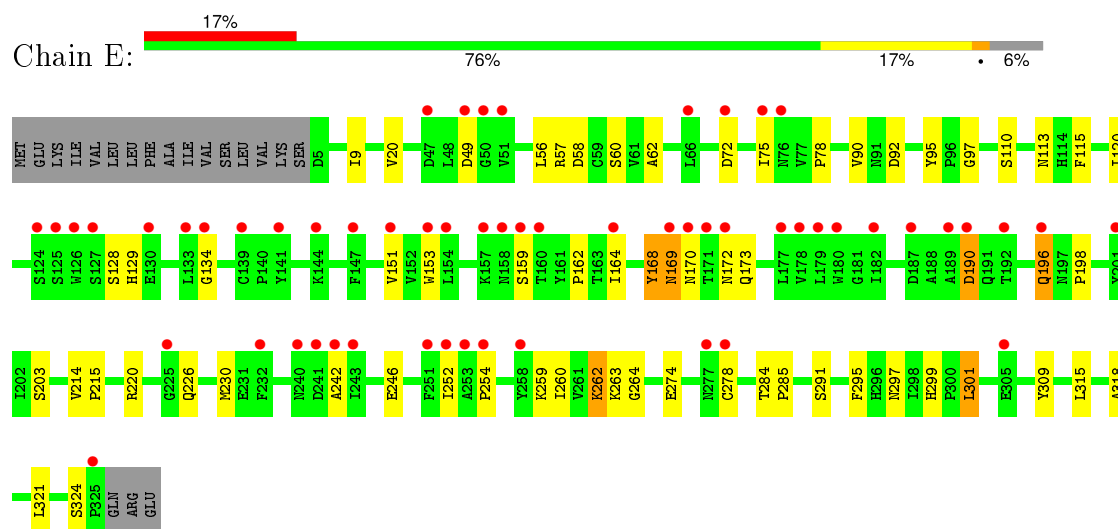 17%
Chain E:
76% 17% • 6%
MET GLU LYS ILE VAL LEU LEU PHE ALA ILE VAL SER LEU VAL LYS SER D5 I9 V20 D47 L48 D49 G50 V51 L56 R57 D58 C59 S60 V61 A62 L66 D72 I75 N76 V77 P78 V90 N91 D92 Y95 P96 G97 S110 N113 H114 F115 I120
S124 S125 W126 S127 S128 H129 E130 L133 G134 C139 P140 Y141 K144 F147 V151 V152 W153 L154 K157 N158 S159 T160 Y161 P162 T163 I164 Y168 N169 N170 T171 N172 Q173 L177 V178 L179 W180 G181 I182 D187 A188 A189 D190 Q191 T192 Q196 N197 P198 Y201
I202 S203 V214 P215 R220 G225 Q226 M230 E231 F232 N240 D241 A242 I243 E246 F251 I252 A253 P254 Y258 K259 I260 V261 K262 K263 G264 E274 N277 C278 T284 P285 S291 F295 H296 N297 I298 H299 P300 L301 E305 Y309 L315 A318
L321 S324 P325 GLN ARG GLU